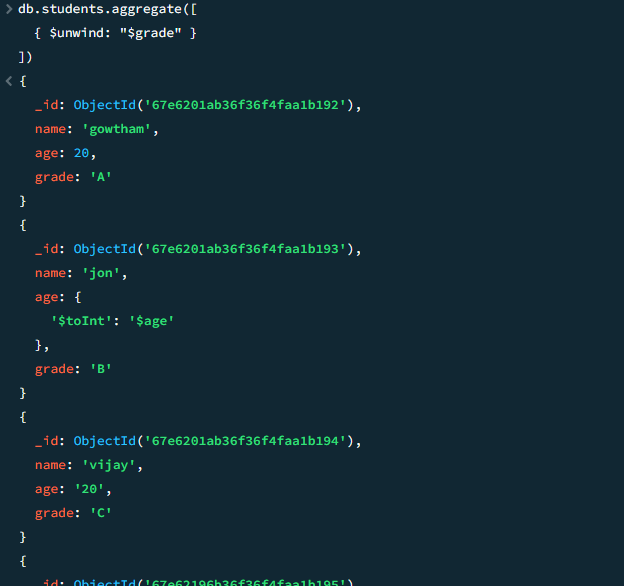 db.students.aggregate([
{ $unwind: "$grade" }
])
{
_id: ObjectId('67e6201ab36f36f4faa1b192'),
name: 'gowtham',
age: 20,
grade: 'A'
}
{
_id: ObjectId('67e6201ab36f36f4faa1b193'),
name: 'jon',
age: {
'$toInt': '$age'
},
grade: 'B'
}
{
_id: ObjectId('67e6201ab36f36f4faa1b194'),
name: 'vijay',
age: '20',
grade: 'C'
}
{
_id: ObjectId('67e62196b36f36f4faa1b195')